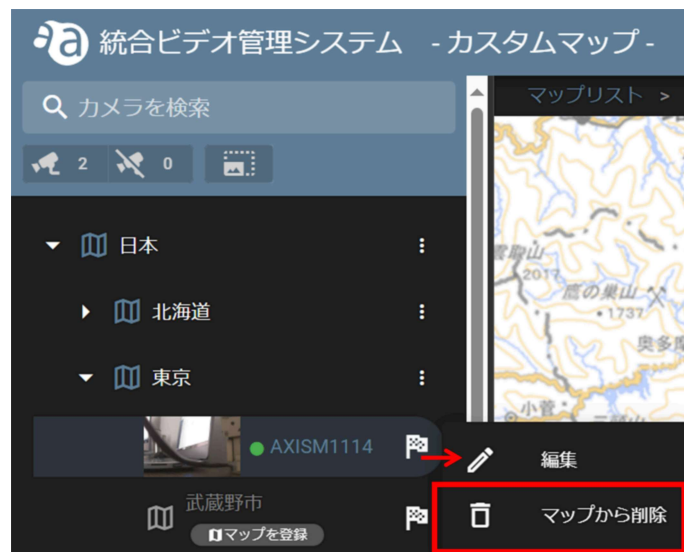 統合ビデオ管理システム - カスタムマップ -
カメラを検索
マップリスト >
2 0
日本
雲取山
2017
鷹の巣山
1737
北海道
奥多摩
東京
小菅
AXISM1114
編集
武蔵野市
マップを登録
マップから削除